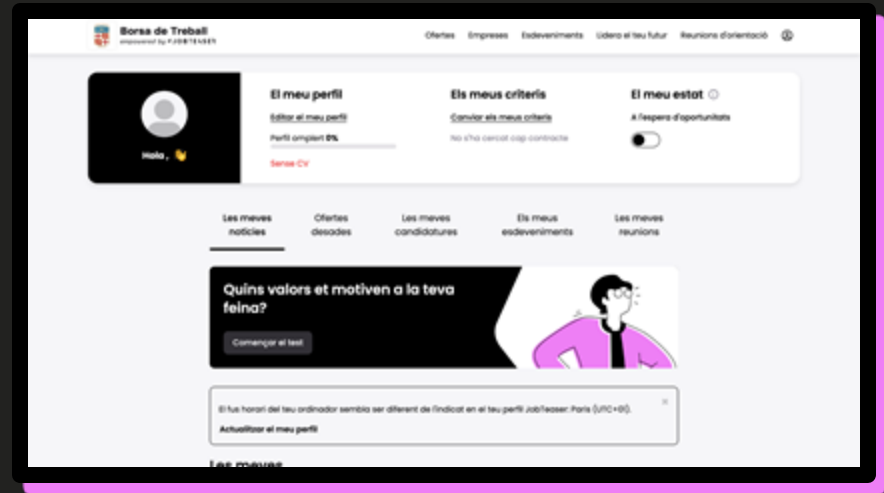 Borsa de Treball
empowered by JOBTEASER
Ofertes Empreses Esdeveniments Lidera el teu futur Reunions d'orientació
Hola, 👋
El meu perfil
Editar el meu perfil
Perfil omplert 0%
Sense CV
Els meus criteris
Canviar els meus criteris
No s'ha cercat cap contracte
El meu estat
A l'espera d'oportunitats
Les meves
notícies
Ofertes
desades
Les meves
candidatures
Els meus
esdeveniments
Les meves
reunions
Quins valors et motiven a la teva
feina?
Començar el test
El fus horari del teu ordinador sembla ser diferent de l'indicat en el teu perfil JobTeaser: Paris (UTC+01).
Actualitzar el meu perfil
Les meves